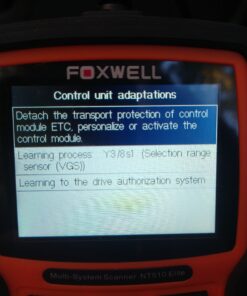 FOXWELL
Control unit adaptations
Detach the transport protection of control
module ETC, personalize or activate the
control module.
Learning process Y3/8s1 (Selection range
sensor (VGS))
Learning to the drive authorization system
Multi-System Scanner-NT510 Elite